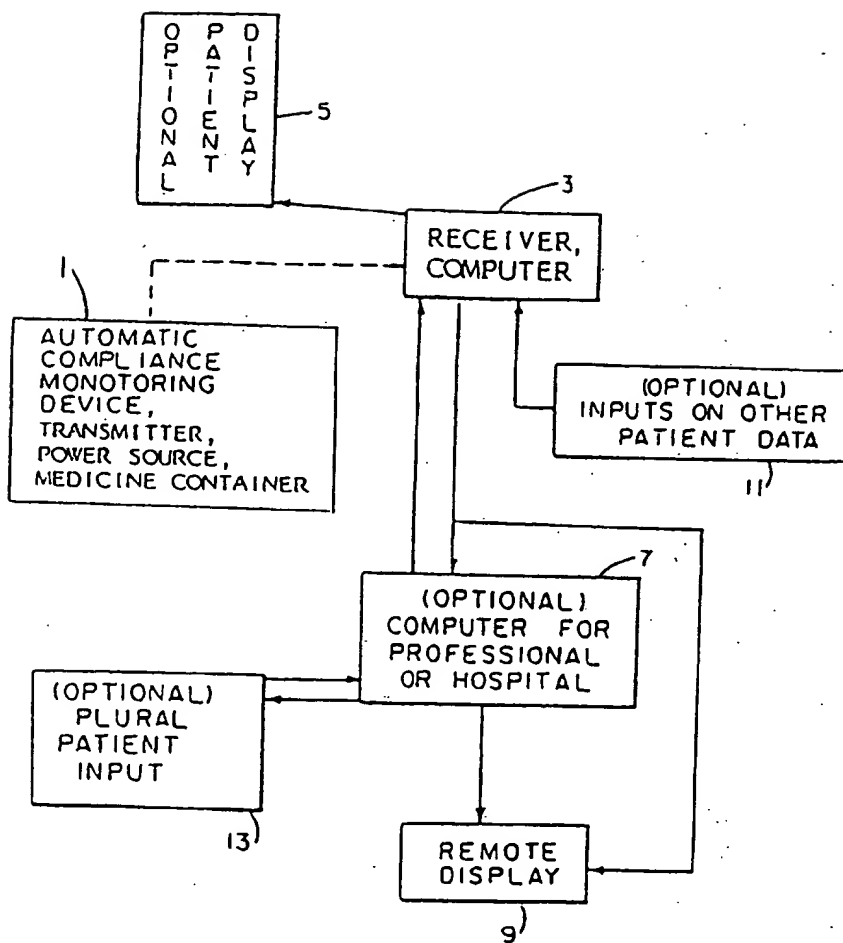 OPTIONAL
PATIENT
DISPLAY
5
3
RECEIVER,
COMPUTER
1
AUTOMATIC
COMPLIANCE
MONOTORING
DEVICE,
TRANSMITTER,
POWER SOURCE,
MEDICINE CONTAINER
(OPTIONAL)
INPUTS ON OTHER
PATIENT DATA
11
7
(OPTIONAL)
COMPUTER FOR
PROFESSIONAL
OR HOSPITAL
(OPTIONAL)
PLURAL
PATIENT
INPUT
13
REMOTE
DISPLAY
9